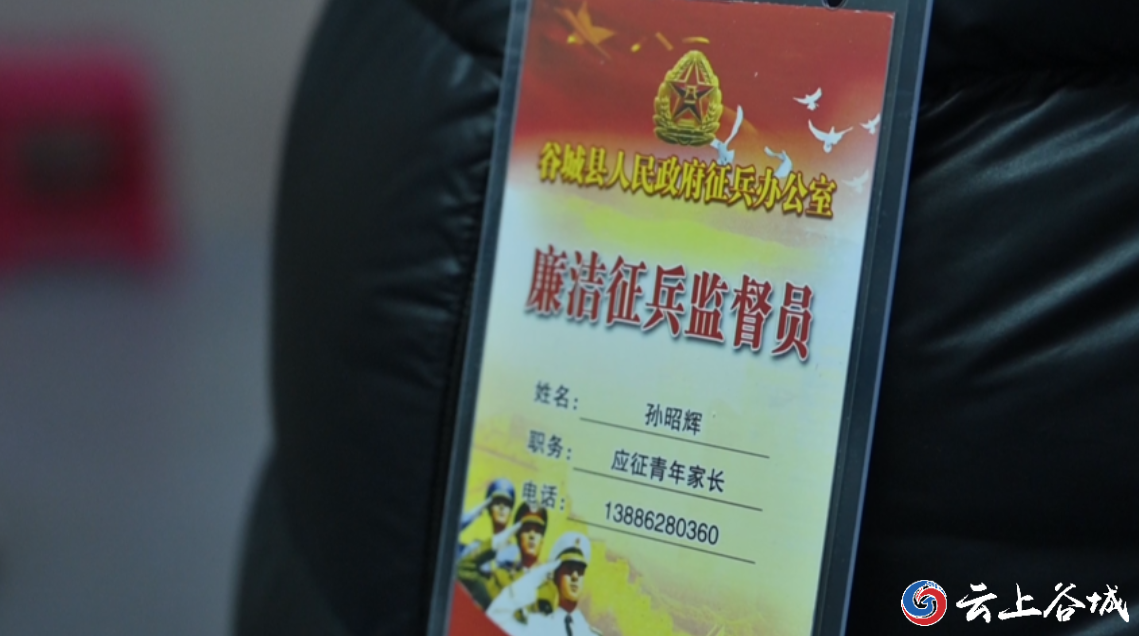 谷城县人民政府征兵办公室
廉洁征兵监督员
姓名：孙昭辉
职务：应征青年家长
电话：13886280360
云上谷城